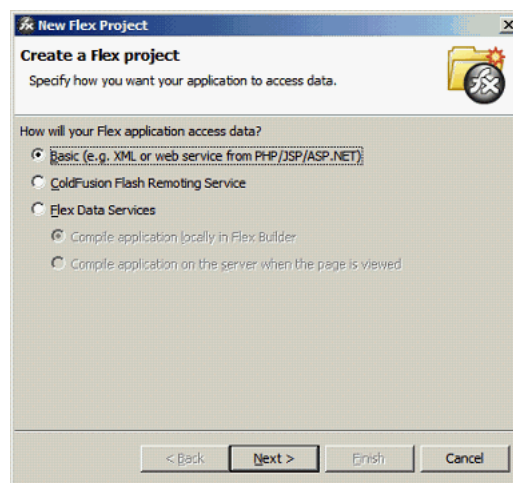 New Flex Project
Create a Flex project
Specify how you want your application to access data.
How will your Flex application access data?
Basic (e.g. XML or web service from PHP/JSP/ASP.NET)
ColdFusion Flash Remoting Service
Flex Data Services
Compile application locally in Flex Builder
Compile application on the server when the page is viewed
< Back Next > Finish Cancel